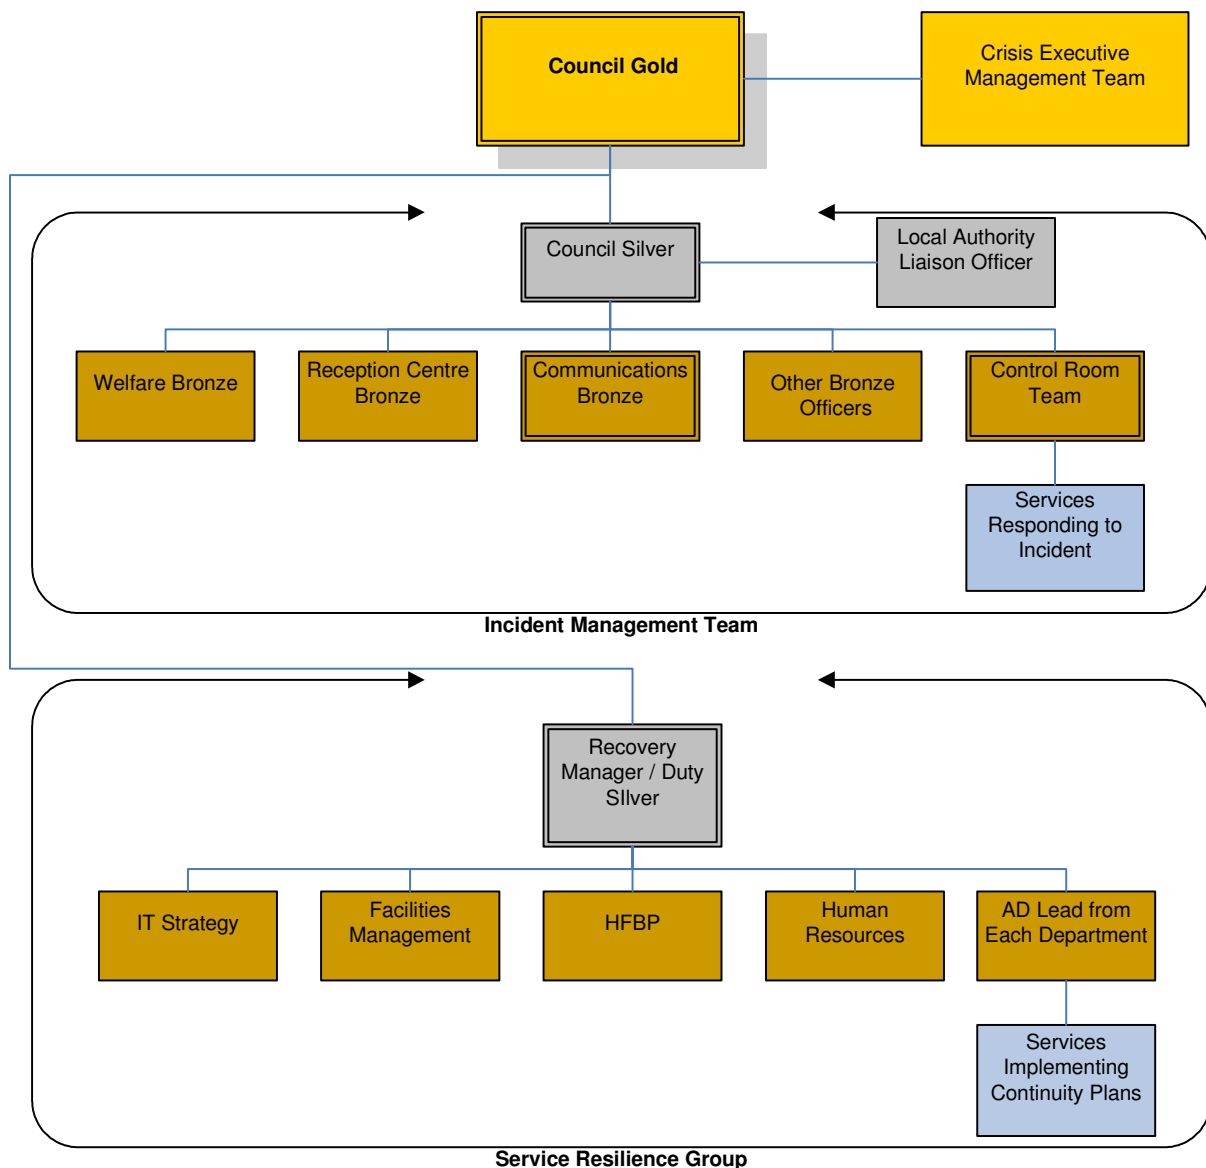 Council Gold
Crisis Executive
Management Team
Council Silver
Local Authority
Liaison Officer
Welfare Bronze
Reception Centre
Bronze
Communications
Bronze
Other Bronze
Officers
Control Room
Team
Services
Responding to
Incident
Incident Management Team
Recovery
Manager / Duty
SIlver
IT Strategy
Facilities
Management
HFBP
Human
Resources
AD Lead from
Each Department
Services
Implementing
Continuity Plans
Service Resilience Group